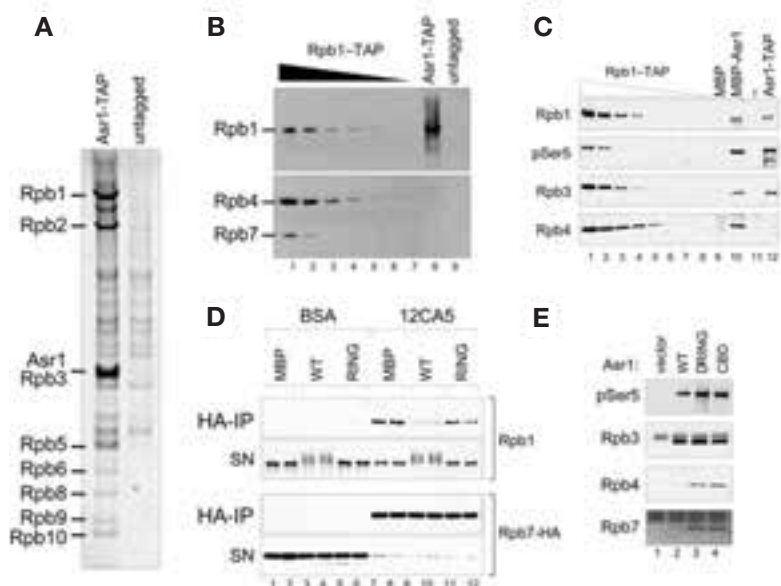 A
Asr1-TAP
untagged
Rpb1
Rpb2
Asr1
Rpb3
Rpb5
Rpb6
Rpb8
Rpb9
Rpb10
B
Rpb1-TAP
Asr1-TAP
untagged
Rpb1
Rpb4
Rpb7
1 2 3 4 5 6 7 8 9
C
Rpb1-TAP
MBP
MBP-Asr1
-
Asr1-TAP
Rpb1
pSer5
Rpb3
Rpb4
1 2 3 4 5 6 7 8 9 10 11 12
D
BSA 12CA5
MBP WT RING MBP WT RING
HA-IP
SN
Rpb1
HA-IP
SN
Rpb7-HA
1 2 3 4 5 6 7 8 9 10 11 12
E
Asr1: vector WT DRING CBD
pSer5
Rpb3
Rpb4
Rpb7
1 2 3 4